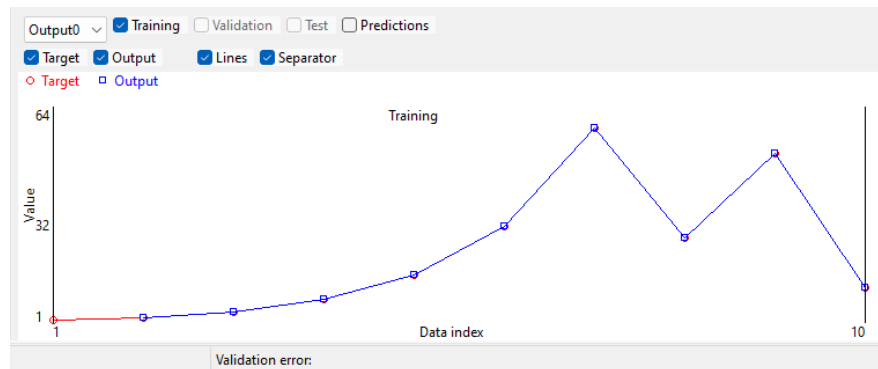 Output0 Training Validation Test Predictions
Target Output Lines Separator
Target Output
64 Training
Value
32
1
1 Data index 10
Validation error: